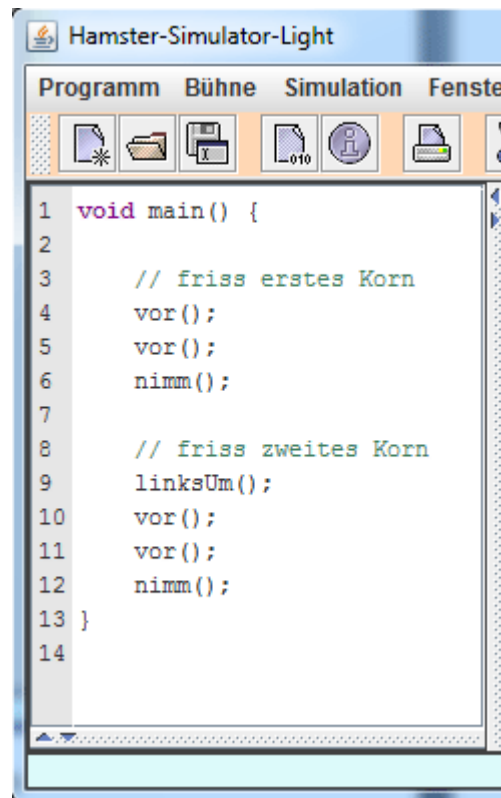 Hamster-Simulator-Light
Programm Bühne Simulation Fenste
1 void main() {
2
3 // friss erstes Korn
4 vor();
5 vor();
6 nimm();
7
8 // friss zweites Korn
9 linksUm();
10 vor();
11 vor();
12 nimm();
13 }
14